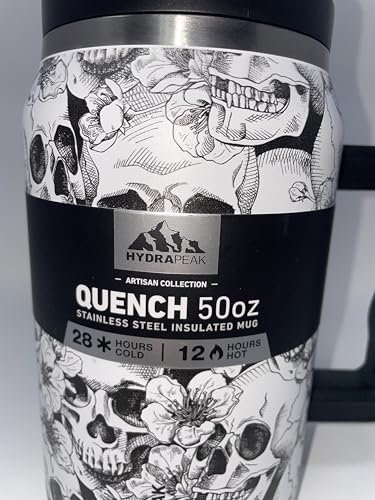 HYDRAPEAK
– ARTISAN COLLECTION –
QUENCH 50oz
STAINLESS STEEL INSULATED MUG
28 HOURS COLD | 12 HOURS HOT